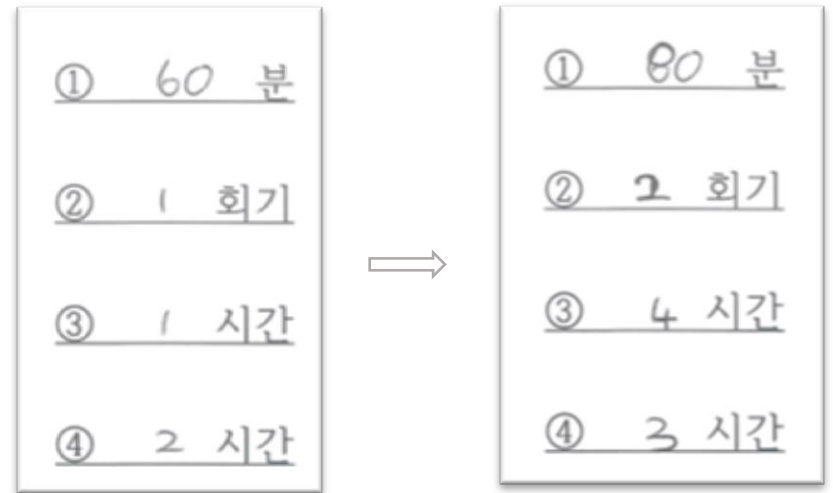 ① 60 분
② 1 회기
③ 1 시간
④ 2 시간
① 80 분
② 2 회기
③ 4 시간
④ 3 시간